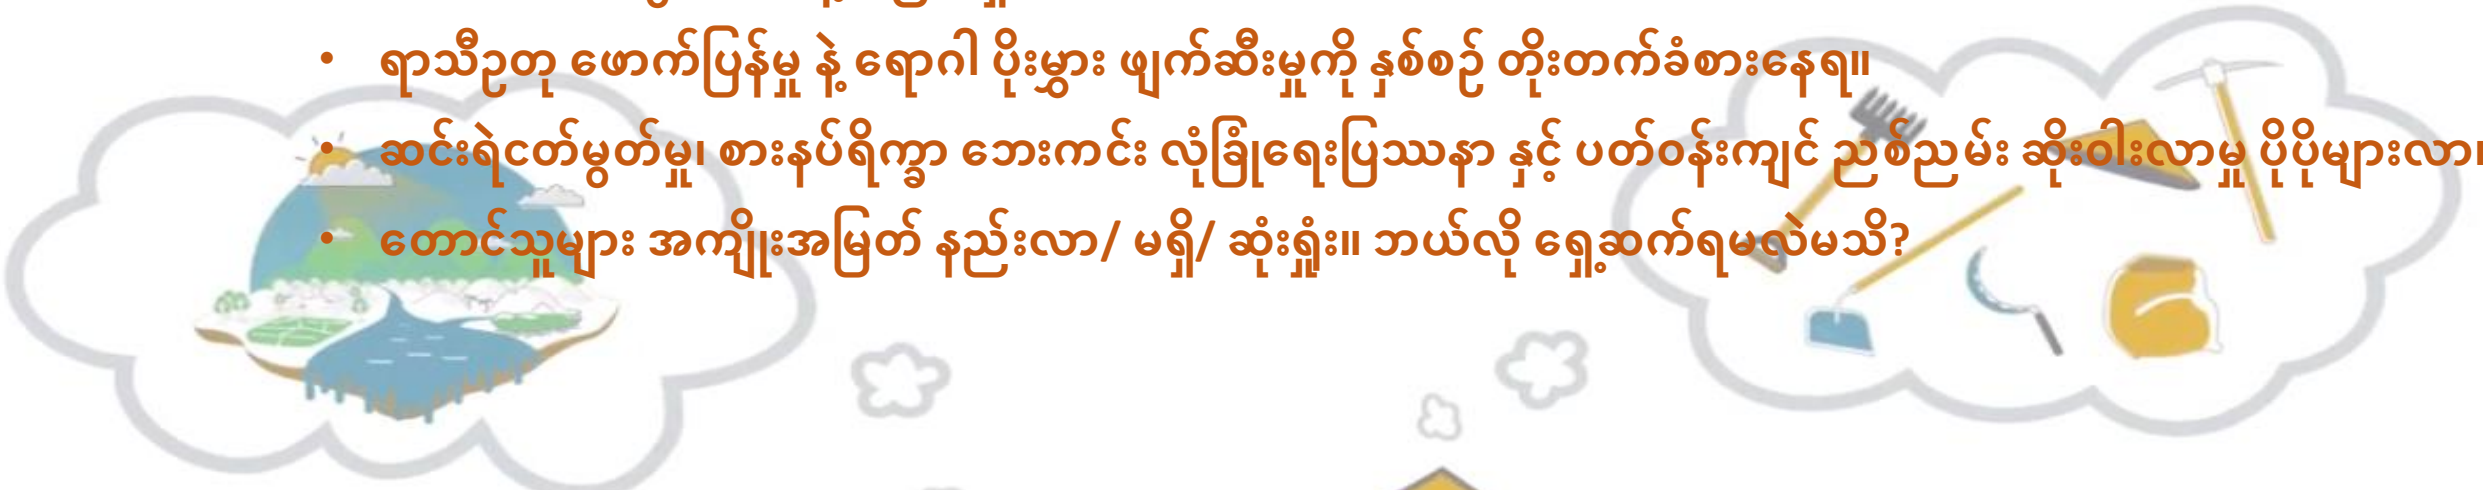 • ရာသီဥတု ဖောက်ပြန်မှု နဲ့ ရောဂါ ပိုးမွှား ဖျက်ဆီးမှုကို နှစ်စဉ် တိုးတက်ခံစားနေရ။
• ဆင်းရဲငတ်မွတ်မှု၊ စားနပ်ရိက္ခာ ဘေးကင်း လုံခြုံရေးပြဿနာ နှင့် ပတ်ဝန်းကျင် ညစ်ညမ်း ဆိုးဝါးလာမှု ပိုပိုများလာ၊
• တောင်သူများ အကျိုးအမြတ် နည်းလာ/ မရှိ/ ဆုံးရှုံး။ ဘယ်လို ရှေ့ဆက်ရမလဲမသိ?